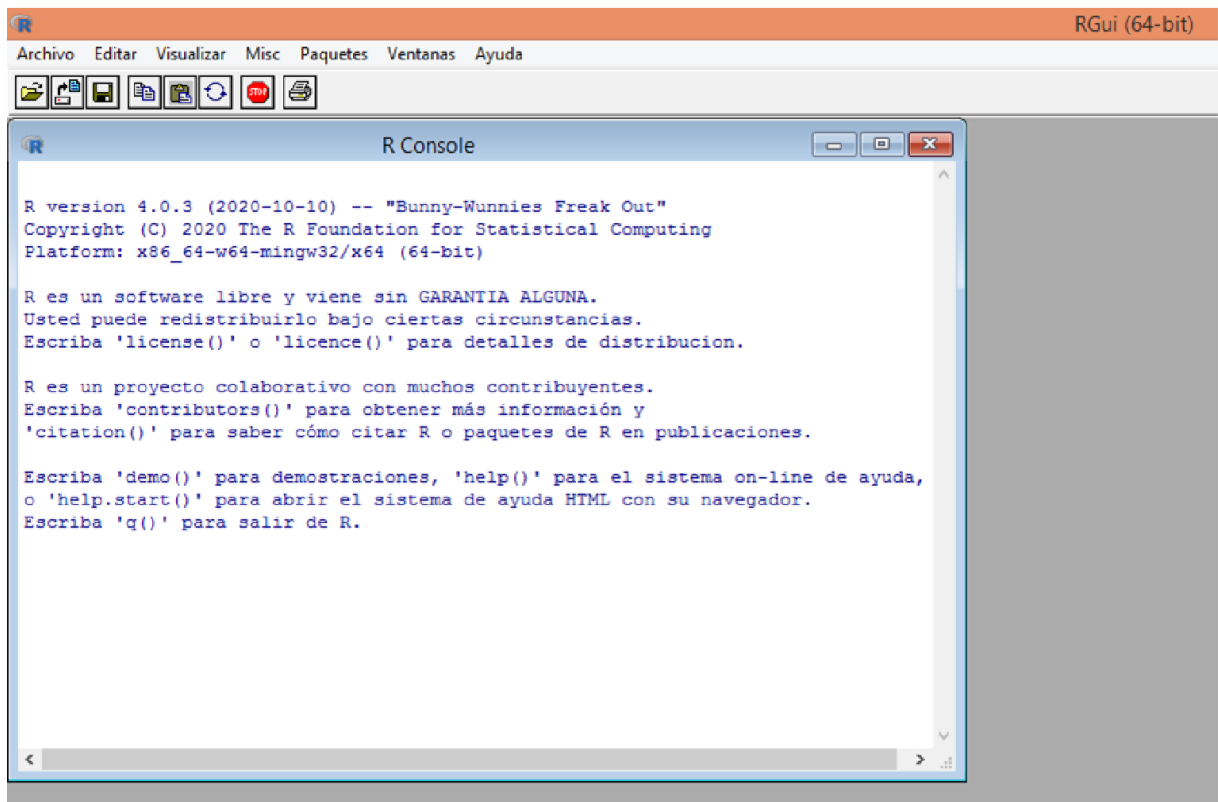 RGui (64-bit)
Archivo Editar Visualizar Misc Paquetes Ventanas Ayuda
STOP
R Console
R version 4.0.3 (2020-10-10) -- "Bunny-Wunnies Freak Out"
Copyright (C) 2020 The R Foundation for Statistical Computing
Platform: x86_64-w64-mingw32/x64 (64-bit)
R es un software libre y viene sin GARANTIA ALGUNA.
Usted puede redistribuirlo bajo ciertas circunstancias.
Escriba 'license()' o 'licence()' para detalles de distribucion.
R es un proyecto colaborativo con muchos contribuyentes.
Escriba 'contributors()' para obtener más información y
'citation()' para saber cómo citar R o paquetes de R en publicaciones.
Escriba 'demo()' para demostraciones, 'help()' para el sistema on-line de ayuda,
o 'help.start()' para abrir el sistema de ayuda HTML con su navegador.
Escriba 'q()' para salir de R.